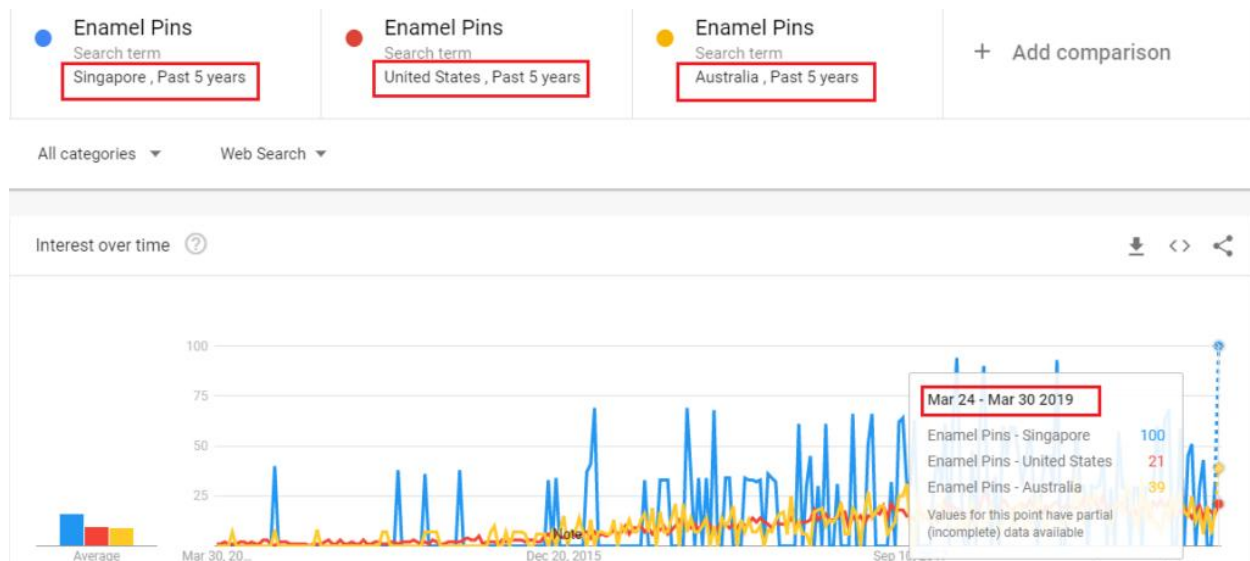 Enamel Pins
Search term
Singapore , Past 5 years
Enamel Pins
Search term
United States , Past 5 years
Enamel Pins
Search term
Australia , Past 5 years
+ Add comparison
All categories
Web Search
Interest over time
100
75
50
25
Average
Mar 30, 20...
Note
Dec 20, 2015
Mar 24 - Mar 30 2019
Enamel Pins - Singapore 100
Enamel Pins - United States 21
Enamel Pins - Australia 39
Values for this point have partial
(incomplete) data available